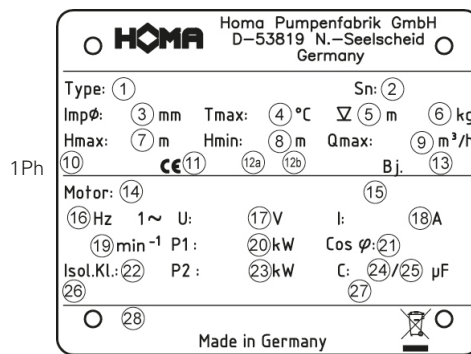 HOMA Homa Pumpenfabrik GmbH
D-53819 N.-Seelscheid
Germany
Type: 1 Sn: 2
ImpØ: 3 mm Tmax: 4 °C ∇ 5 m 6 kg
Hmax: 7 m Hmin: 8 m Qmax: 9 m³/h
1Ph
10 CE 11 12a 12b Bj. 13
Motor: 14 15
16 Hz 1~ U: 17 V I: 18 A
19 min⁻¹ P1: 20 kW Cos φ: 21
Isol.Kl.: 22 P2 : 23 kW C: 24/25 µF
26 27
28
Made in Germany